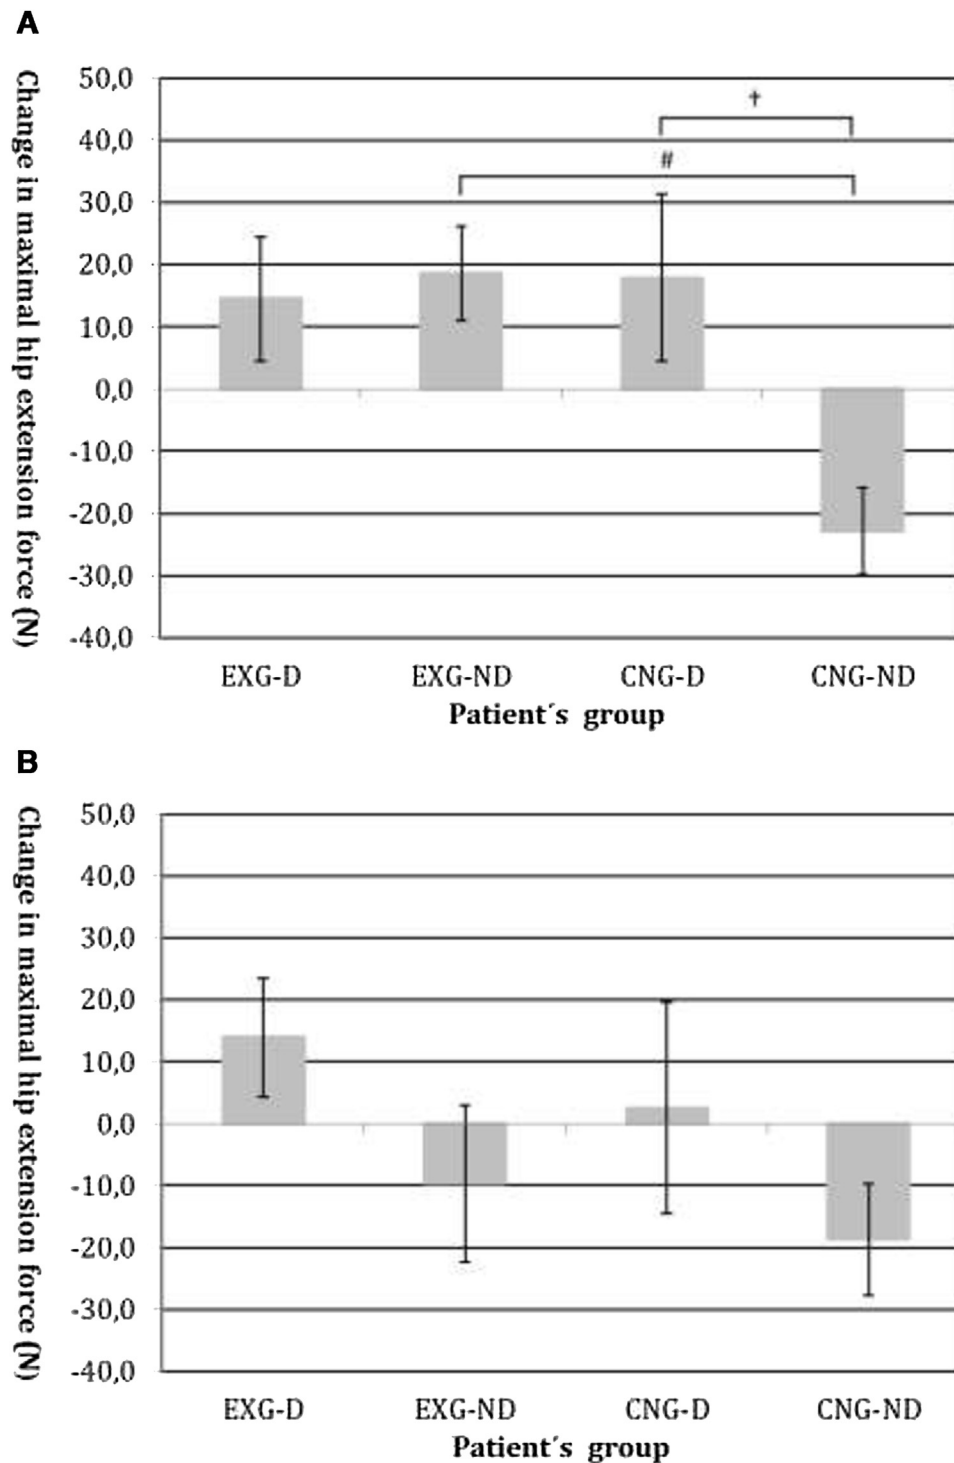 A
Change in maximal hip extension force (N)
50,0
40,0
30,0
20,0
10,0
0,0
-10,0
-20,0
-30,0
-40,0
†
#
EXG-D EXG-ND CNG-D CNG-ND
Patient´s group
B
Change in maximal hip extension force (N)
50,0
40,0
30,0
20,0
10,0
0,0
-10,0
-20,0
-30,0
-40,0
EXG-D EXG-ND CNG-D CNG-ND
Patient´s group